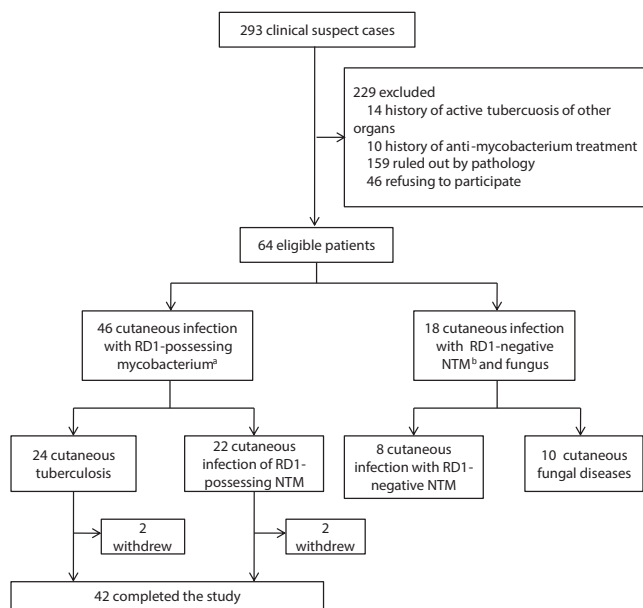 293 clinical suspect cases
229 excluded
14 history of active tubercuosis of other
organs
10 history of anti-mycobacterium treatment
159 ruled out by pathology
46 refusing to participate
64 eligible patients
46 cutaneous infection
with RD1-possessing
mycobacteriumᵃ
18 cutaneous infection
with RD1-negative
NTMᵇ and fungus
24 cutaneous
tuberculosis
22 cutaneous
infection of RD1-
possessing NTM
8 cutaneous
infection with RD1-
negative NTM
10 cutaneous
fungal diseases
2
withdrew
2
withdrew
42 completed the study